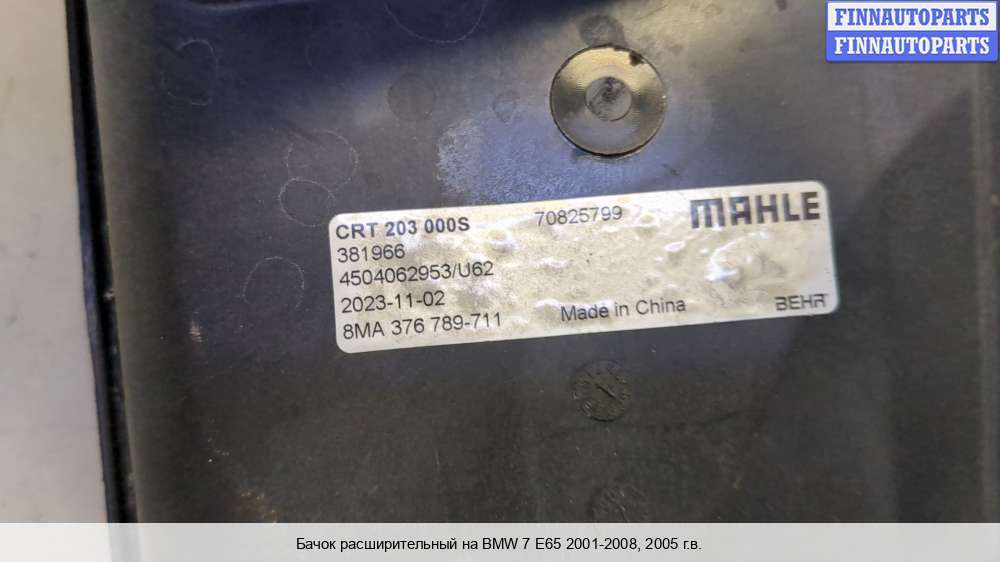 FINNAUTOPARTS
FINNAUTOPARTS
CRT 203 000S 70825799 MAHLE
381966
4504062953/U62
2023-11-02
8MA 376 789-711 Made in China BEHR
Бачок расширительный на BMW 7 E65 2001-2008, 2005 г.в.